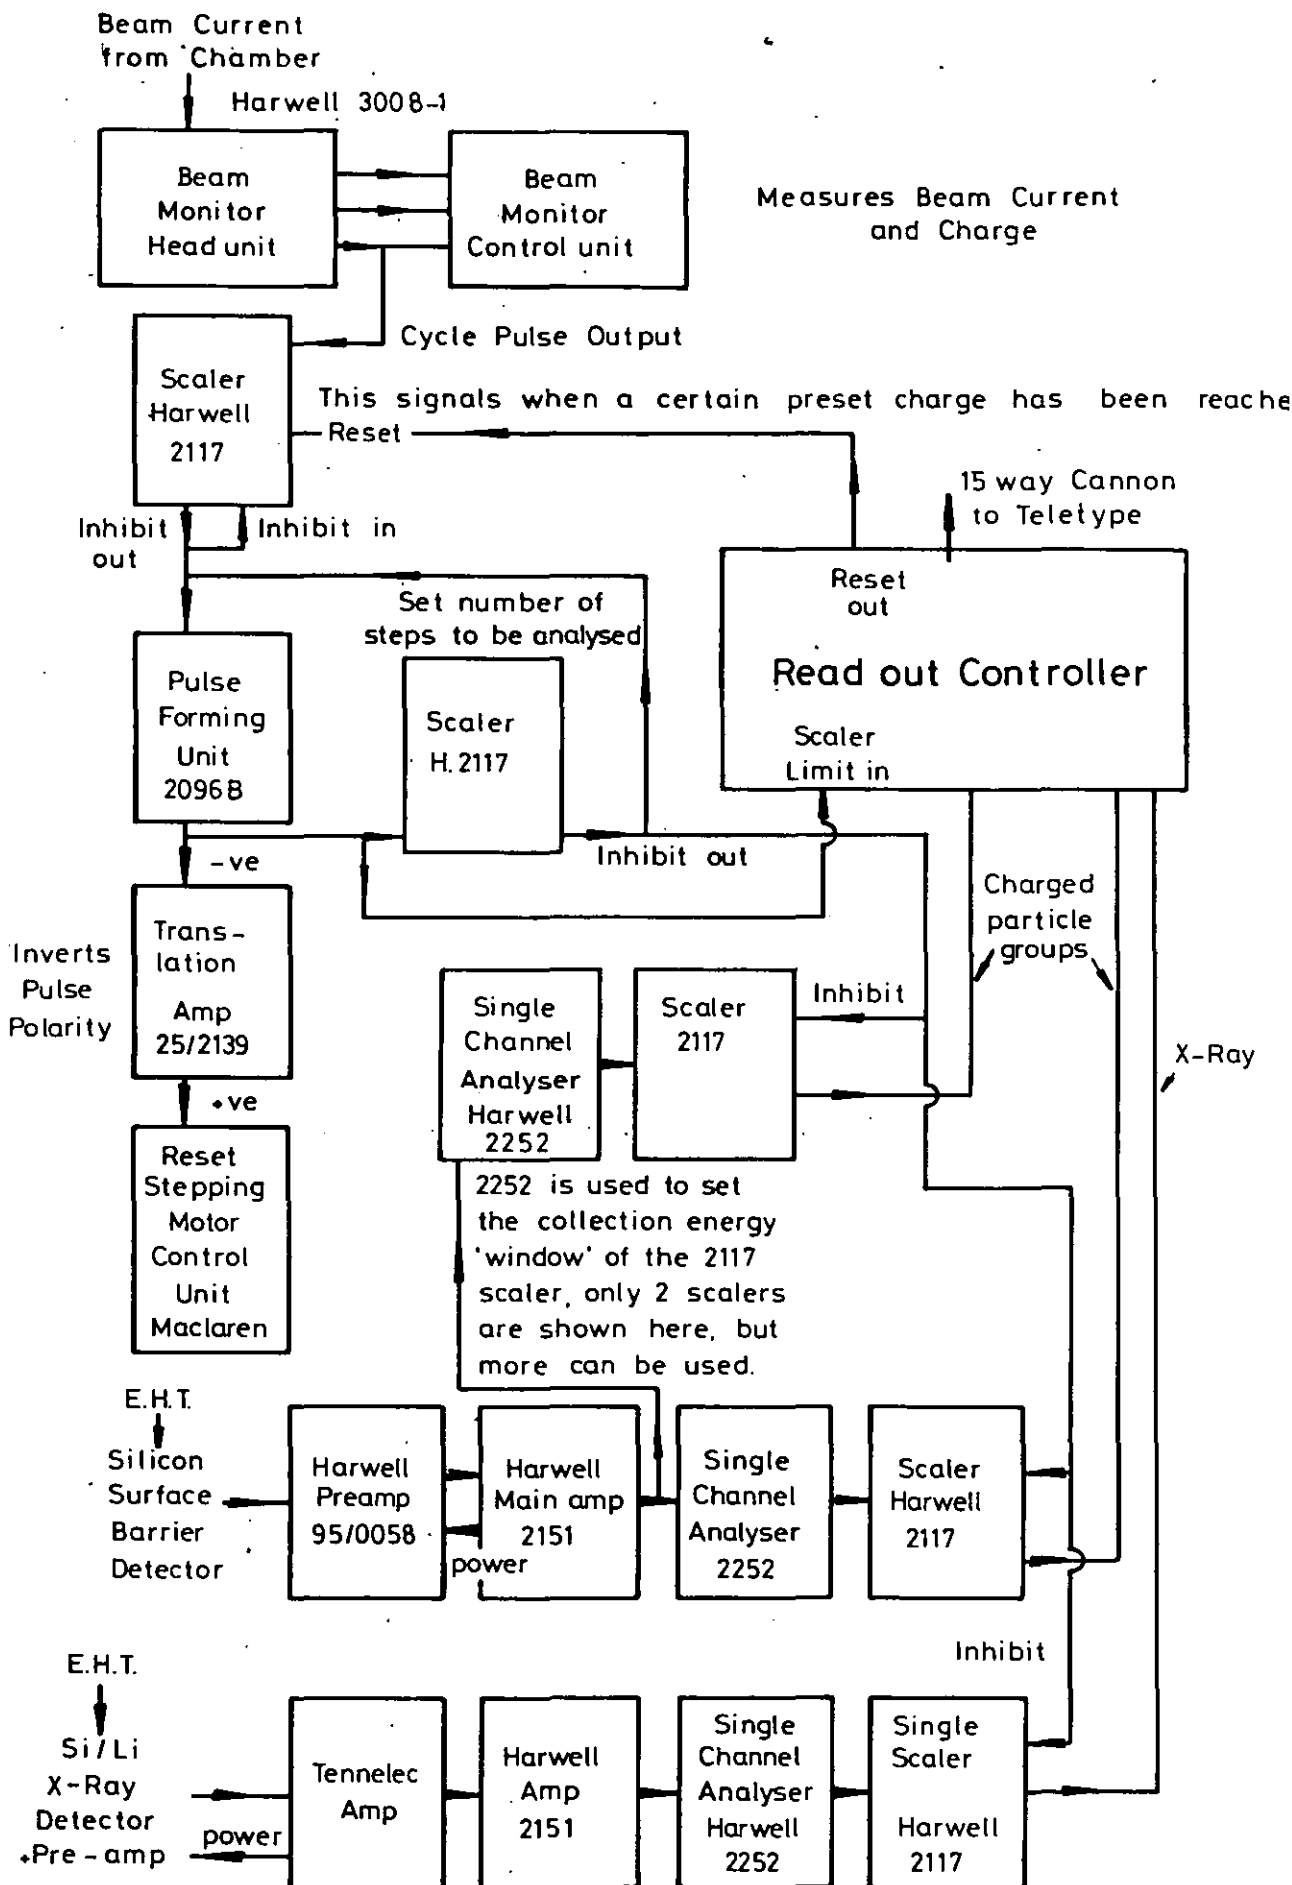 Beam Current
from Chamber
Harwell 3008-1
Beam
Monitor
Head unit
Beam
Monitor
Control unit
Measures Beam Current
and Charge
Cycle Pulse Output
Scaler
Harwell
2117
This signals when a certain preset charge has been reache
Reset
15 way Cannon
to Teletype
Inhibit
out
Inhibit in
Reset
out
Read out Controller
Scaler
Limit in
Set number of
steps to be analysed
Pulse
Forming
Unit
2096B
Scaler
H. 2117
Inhibit out
-ve
Inverts
Pulse
Polarity
Trans-
lation
Amp
25/2139
+ve
Reset
Stepping
Motor
Control
Unit
Maclaren
Charged
particle
groups
Single
Channel
Analyser
Harwell
2252
Scaler
2117
Inhibit
X-Ray
2252 is used to set
the collection energy
'window' of the 2117
scaler, only 2 scalers
are shown here, but
more can be used.
E.H.T.
Silicon
Surface
Barrier
Detector
Harwell
Preamp
95/0058
power
Harwell
Main amp
2151
Single
Channel
Analyser
2252
Scaler
Harwell
2117
Inhibit
E.H.T.
Si/Li
X-Ray
Detector
+Pre-amp
power
Tennelec
Amp
Harwell
Amp
2151
Single
Channel
Analyser
Harwell
2252
Single
Scaler
Harwell
2117